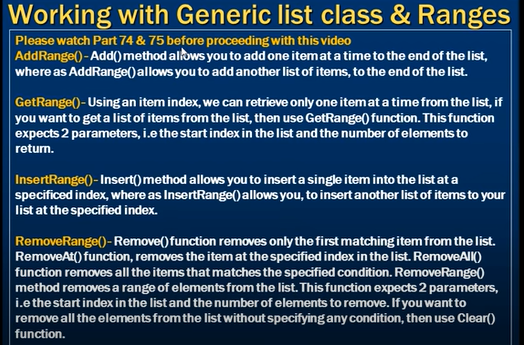 Working with Generic list class & Ranges
Please watch Part 74 & 75 before proceeding with this video
AddRange() - Add() method allows you to add one item at a time to the end of the list,
where as AddRange() allows you to add another list of items, to the end of the list.
GetRange() - Using an item index, we can retrieve only one item at a time from the list, if
you want to get a list of items from the list, then use GetRange() function. This function
expects 2 parameters, i.e the start index in the list and the number of elements to
return.
InsertRange() - Insert() method allows you to insert a single item into the list at a
specificed index, where as InsertRange() allows you, to insert another list of items to your
list at the specified index.
RemoveRange() - Remove() function removes only the first matching item from the list.
RemoveAt() function, removes the item at the specified index in the list. RemoveAll()
function removes all the items that matches the specified condition. RemoveRange()
method removes a range of elements from the list. This function expects 2 parameters,
i.e the start index in the list and the number of elements to remove. If you want to
remove all the elements from the list without specifying any condition, then use Clear()
function.